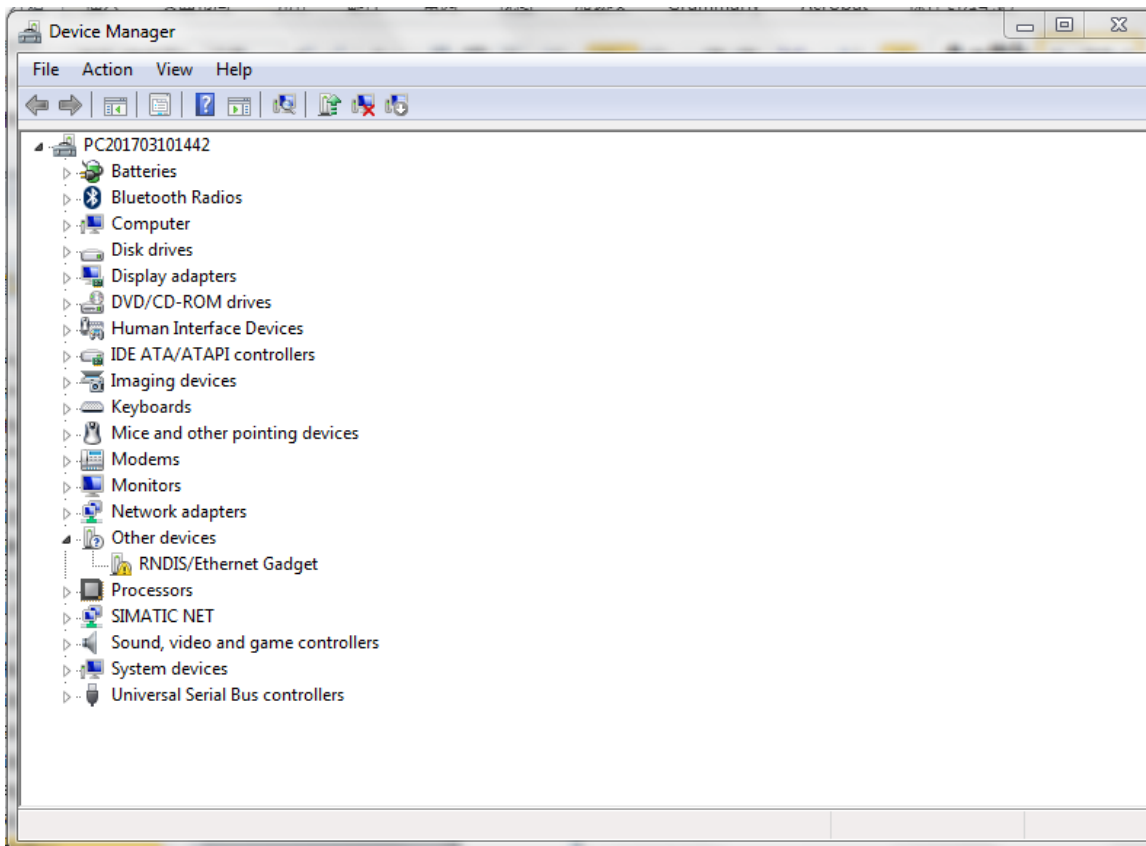 Device Manager
File Action View Help
PC201703101442
Batteries
Bluetooth Radios
Computer
Disk drives
Display adapters
DVD/CD-ROM drives
Human Interface Devices
IDE ATA/ATAPI controllers
Imaging devices
Keyboards
Mice and other pointing devices
Modems
Monitors
Network adapters
Other devices
RNDIS/Ethernet Gadget
Processors
SIMATIC NET
Sound, video and game controllers
System devices
Universal Serial Bus controllers